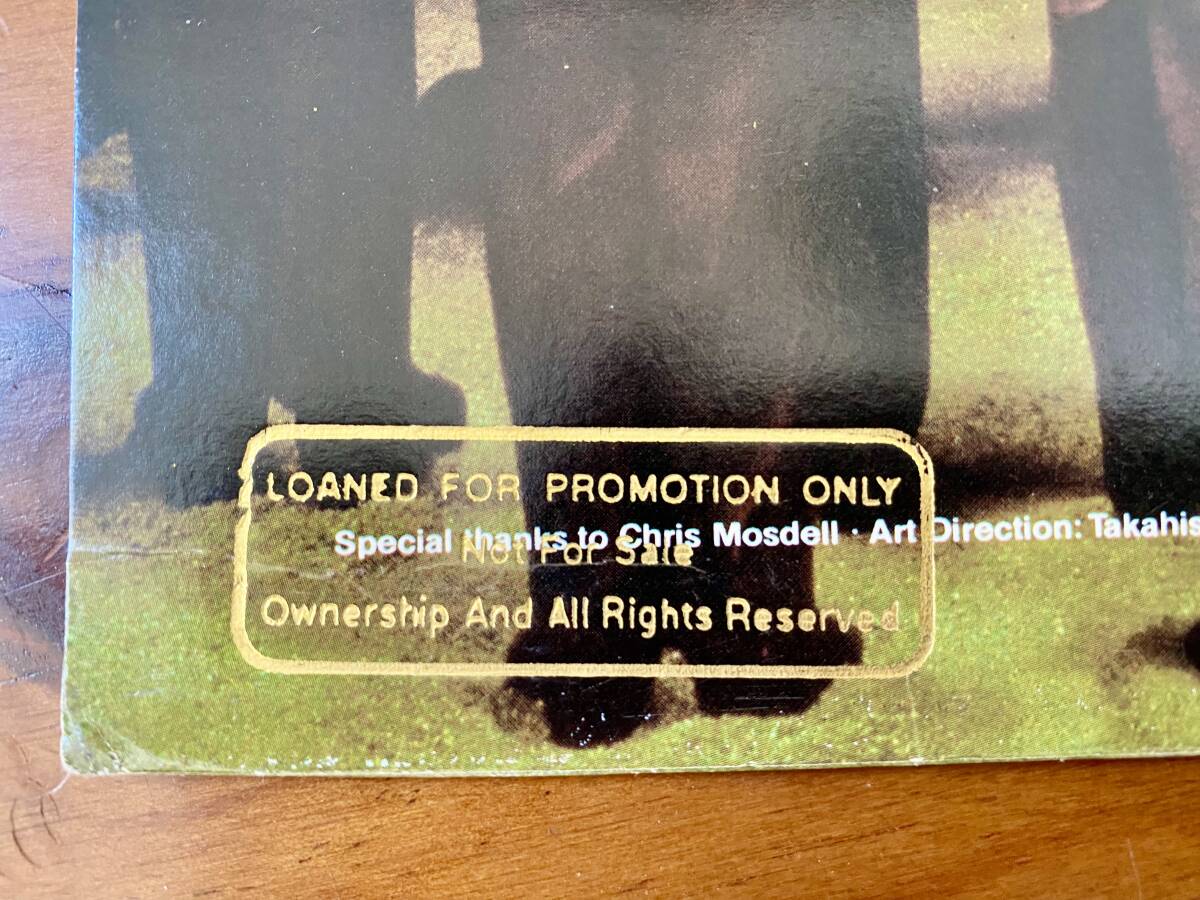 LOANED FOR PROMOTION ONLY
Special thanks to Chris Mosdell · Art Direction: Takahis
Not For Sale
Ownership And All Rights Reserved